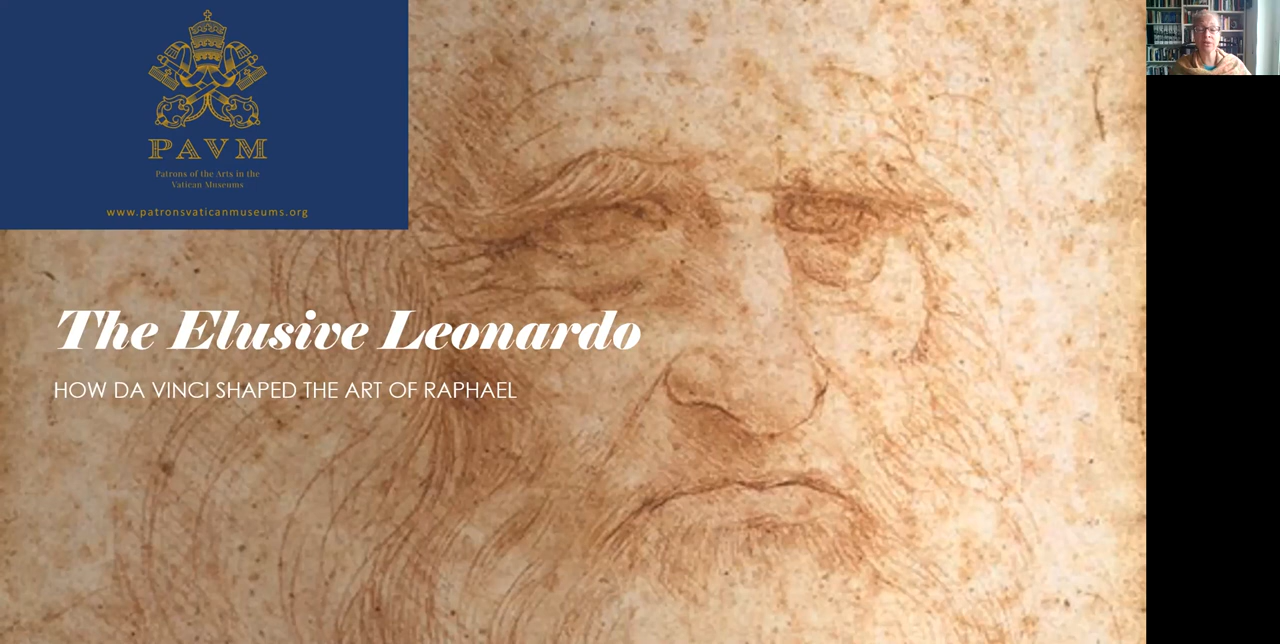 PAVM
Patrons of the Arts in the
Vatican Museums
www.patronsvaticanmuseums.org
The Elusive Leonardo
HOW DA VINCI SHAPED THE ART OF RAPHAEL